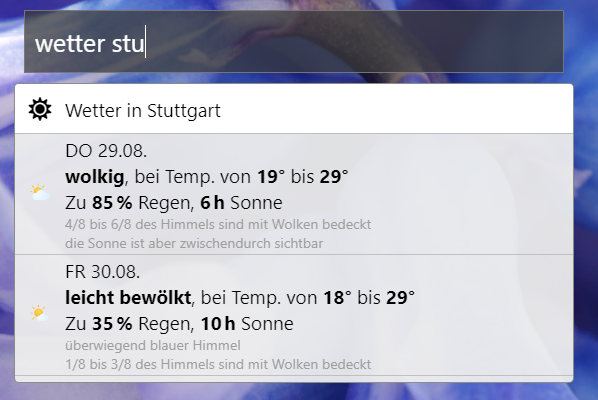 wetter stu
Wetter in Stuttgart
DO 29.08.
wolkig, bei Temp. von 19° bis 29°
Zu 85 % Regen, 6 h Sonne
4/8 bis 6/8 des Himmels sind mit Wolken bedeckt
die Sonne ist aber zwischendurch sichtbar
FR 30.08.
leicht bewölkt, bei Temp. von 18° bis 29°
Zu 35 % Regen, 10 h Sonne
überwiegend blauer Himmel
1/8 bis 3/8 des Himmels sind mit Wolken bedeckt